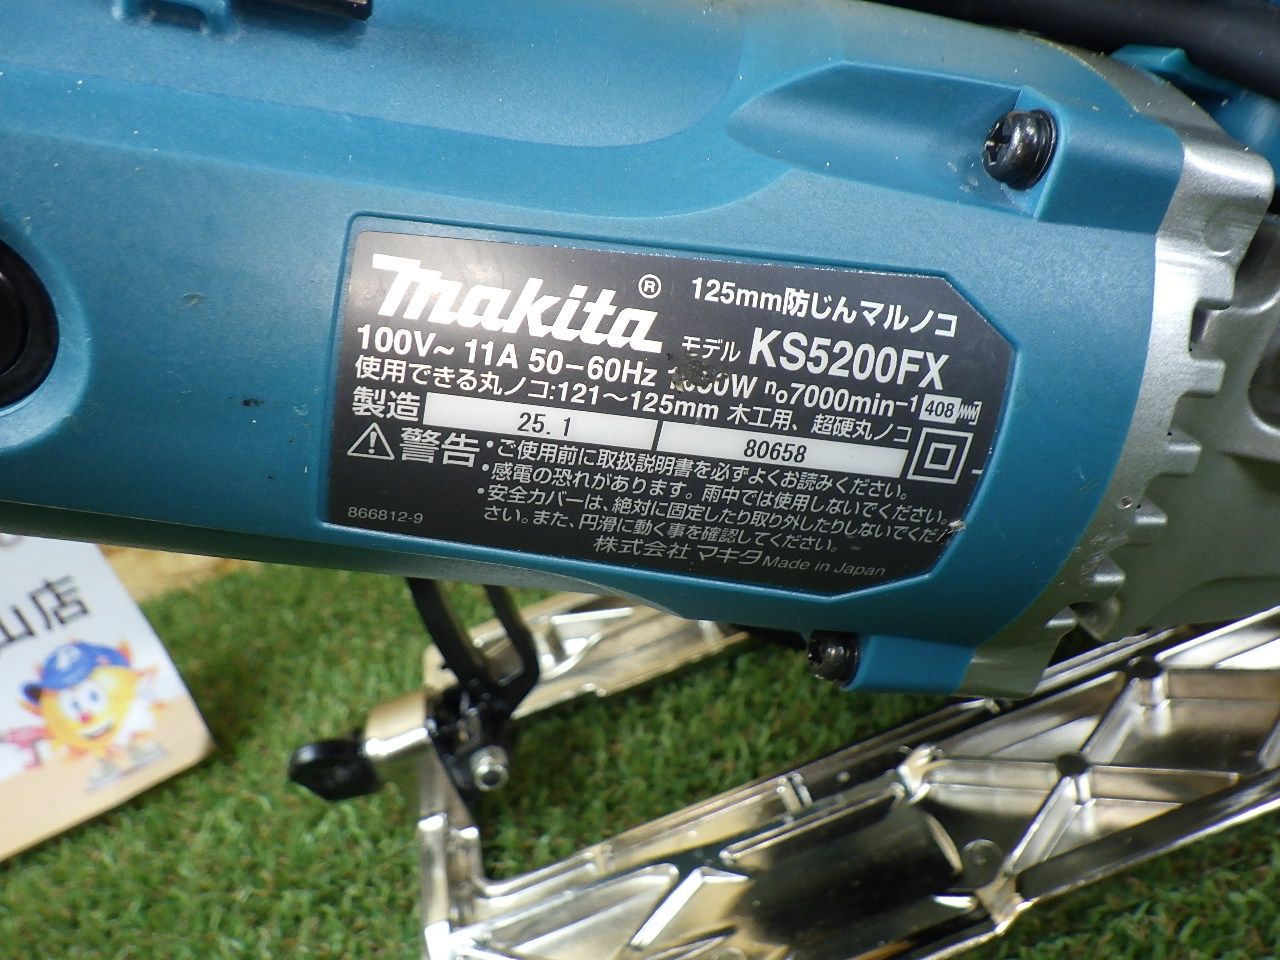 makita® 125mm防じんマルノコ
モデル KS5200FX
100V~ 11A 50-60Hz n₀7000min⁻¹
使用できる丸ノコ:121~125mm 木工用、超硬丸ノコ 408
製造 25.1 80658
警告 ・ご使用前に取扱説明書を必ずよくお読みください。
・感電の恐れがあります。雨中では使用しないでください。
・安全カバーは、絶対に固定したり取り外したりしないでくだ
さい。また、円滑に動く事を確認してください。
866812-9
株式会社 マキタ Made in Japan
山店